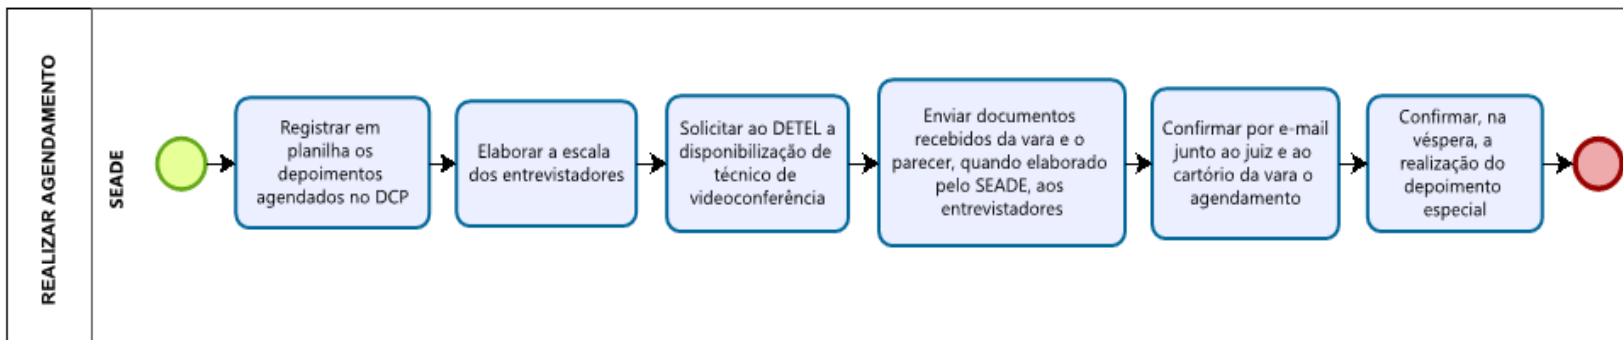 REALIZAR AGENDAMENTO
SEADE
Registrar em
planilha os
depoimentos
agendados no DCP
Elaborar a escala
dos entrevistadores
Solicitar ao DETEL a
disponibilização de
técnico de
videoconferência
Enviar documentos
recebidos da vara e o
parecer, quando elaborado
pelo SEADE, aos
entrevistadores
Confirmar por e-mail
junto ao juiz e ao
cartório da vara o
agendamento
Confirmar, na
véspera, a
realização do
depoimento
especial